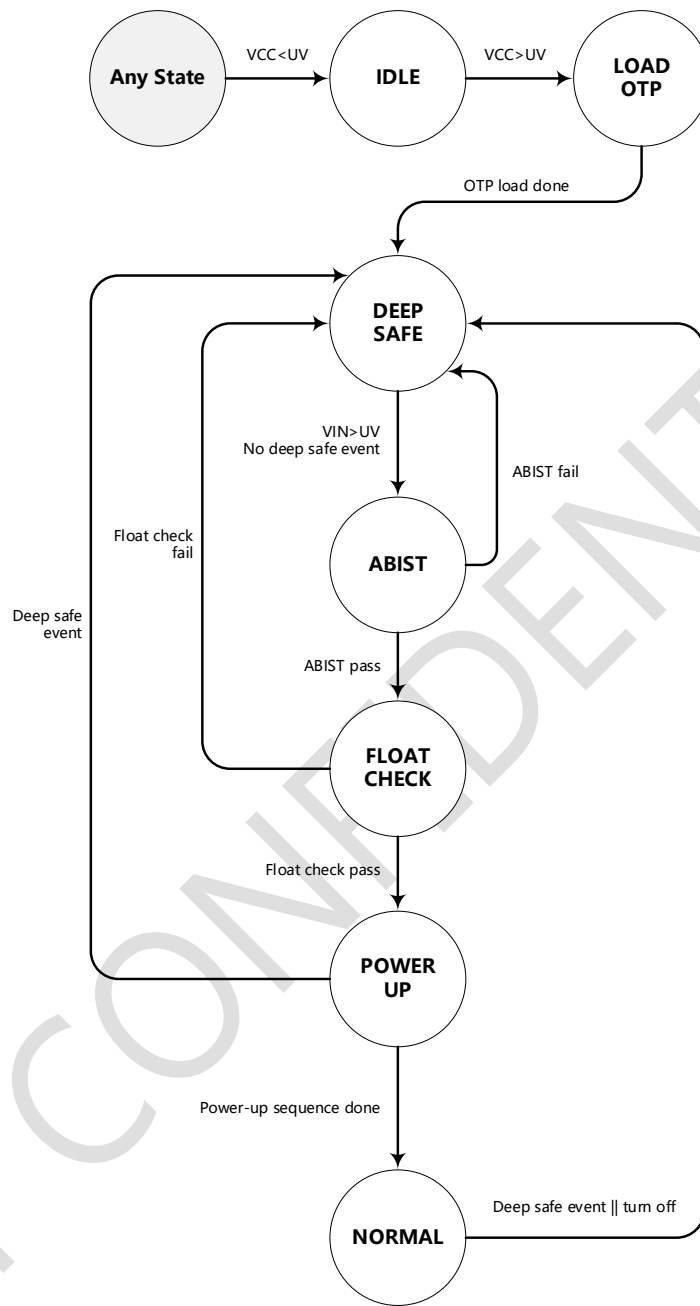 VCC<UV
VCC>UV
Any State
IDLE
LOAD
OTP
OTP load done
DEEP
SAFE
VIN>UV
No deep safe event
ABIST fail
Float check
fail
ABIST
Deep safe
event
ABIST pass
FLOAT
CHECK
Float check pass
POWER
UP
Power-up sequence done
Deep safe event || turn off
NORMAL
CONFIDENT